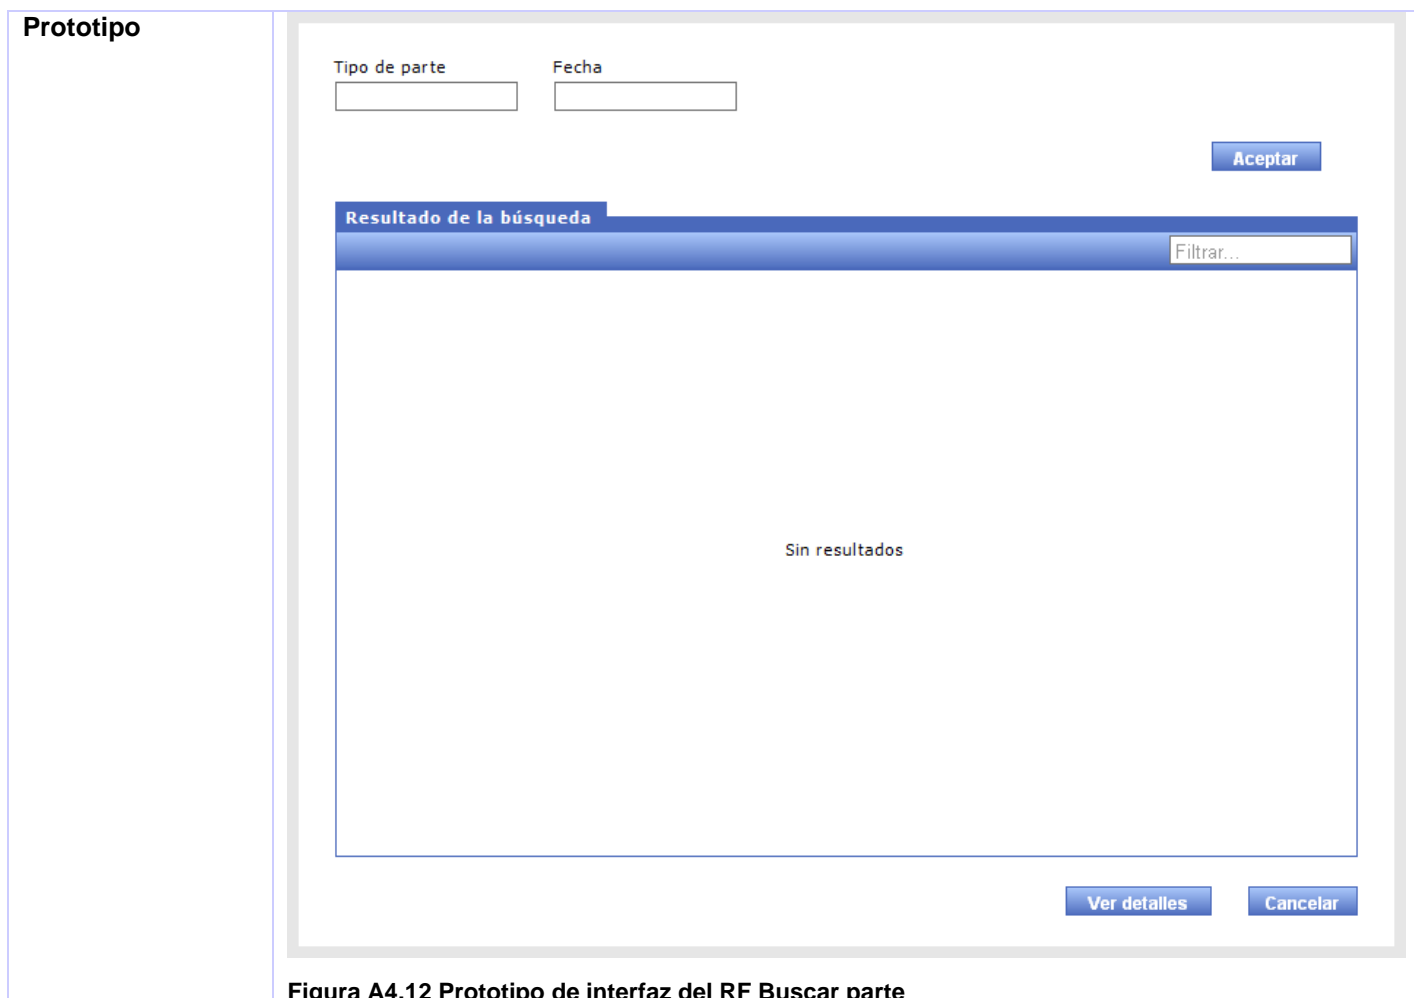 Prototipo
Tipo de parte Fecha
Aceptar
Resultado de la búsqueda
Filtrar...
Sin resultados
Ver detalles Cancelar
Figura A4.12 Prototipo de interfaz del RF Buscar parte